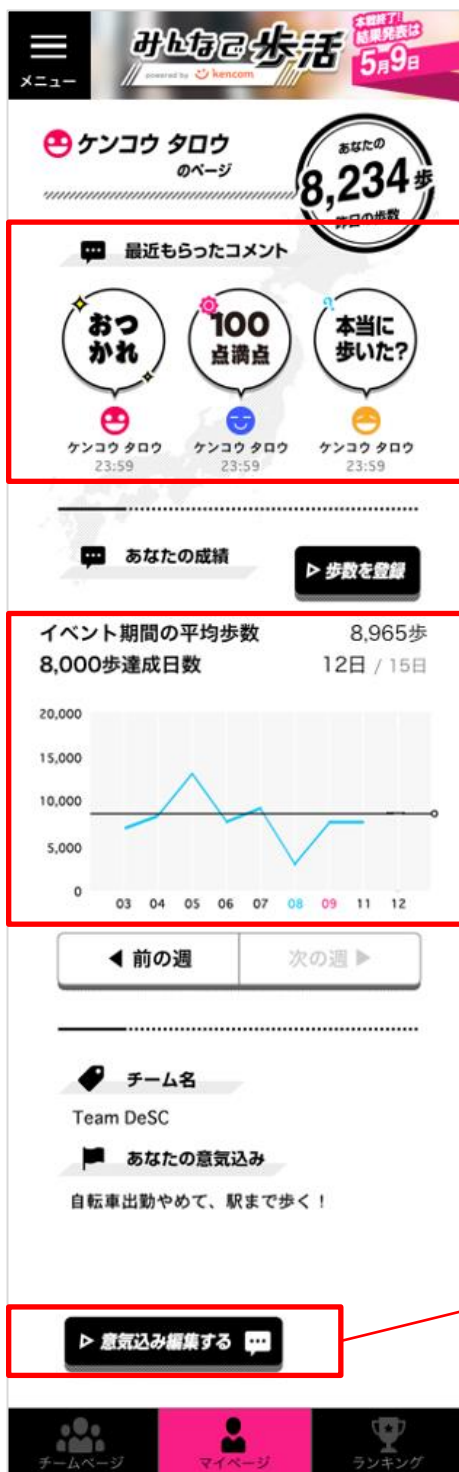 メニュー
みんなで歩活
powered by kencom
本戦終了!
結果発表は
5月9日
ケンコウ タロウ
のページ
あなたの
8,234歩
昨日の歩数
最近もらったコメント
おつ
かれ
100
点満点
本当に
歩いた?
ケンコウ タロウ ケンコウ タロウ ケンコウ タロウ
23:59 23:59 23:59
あなたの成績
歩数を登録
イベント期間の平均歩数 8,965歩
8,000歩達成日数 12日 / 15日
20,000
15,000
10,000
5,000
0
03 04 05 06 07 08 09 11 12
◀ 前の週 次の週 ▶
チーム名
Team DeSC
あなたの意気込み
自転車出勤やめて、駅まで歩く!
意気込み編集する
チームページ マイページ ランキング